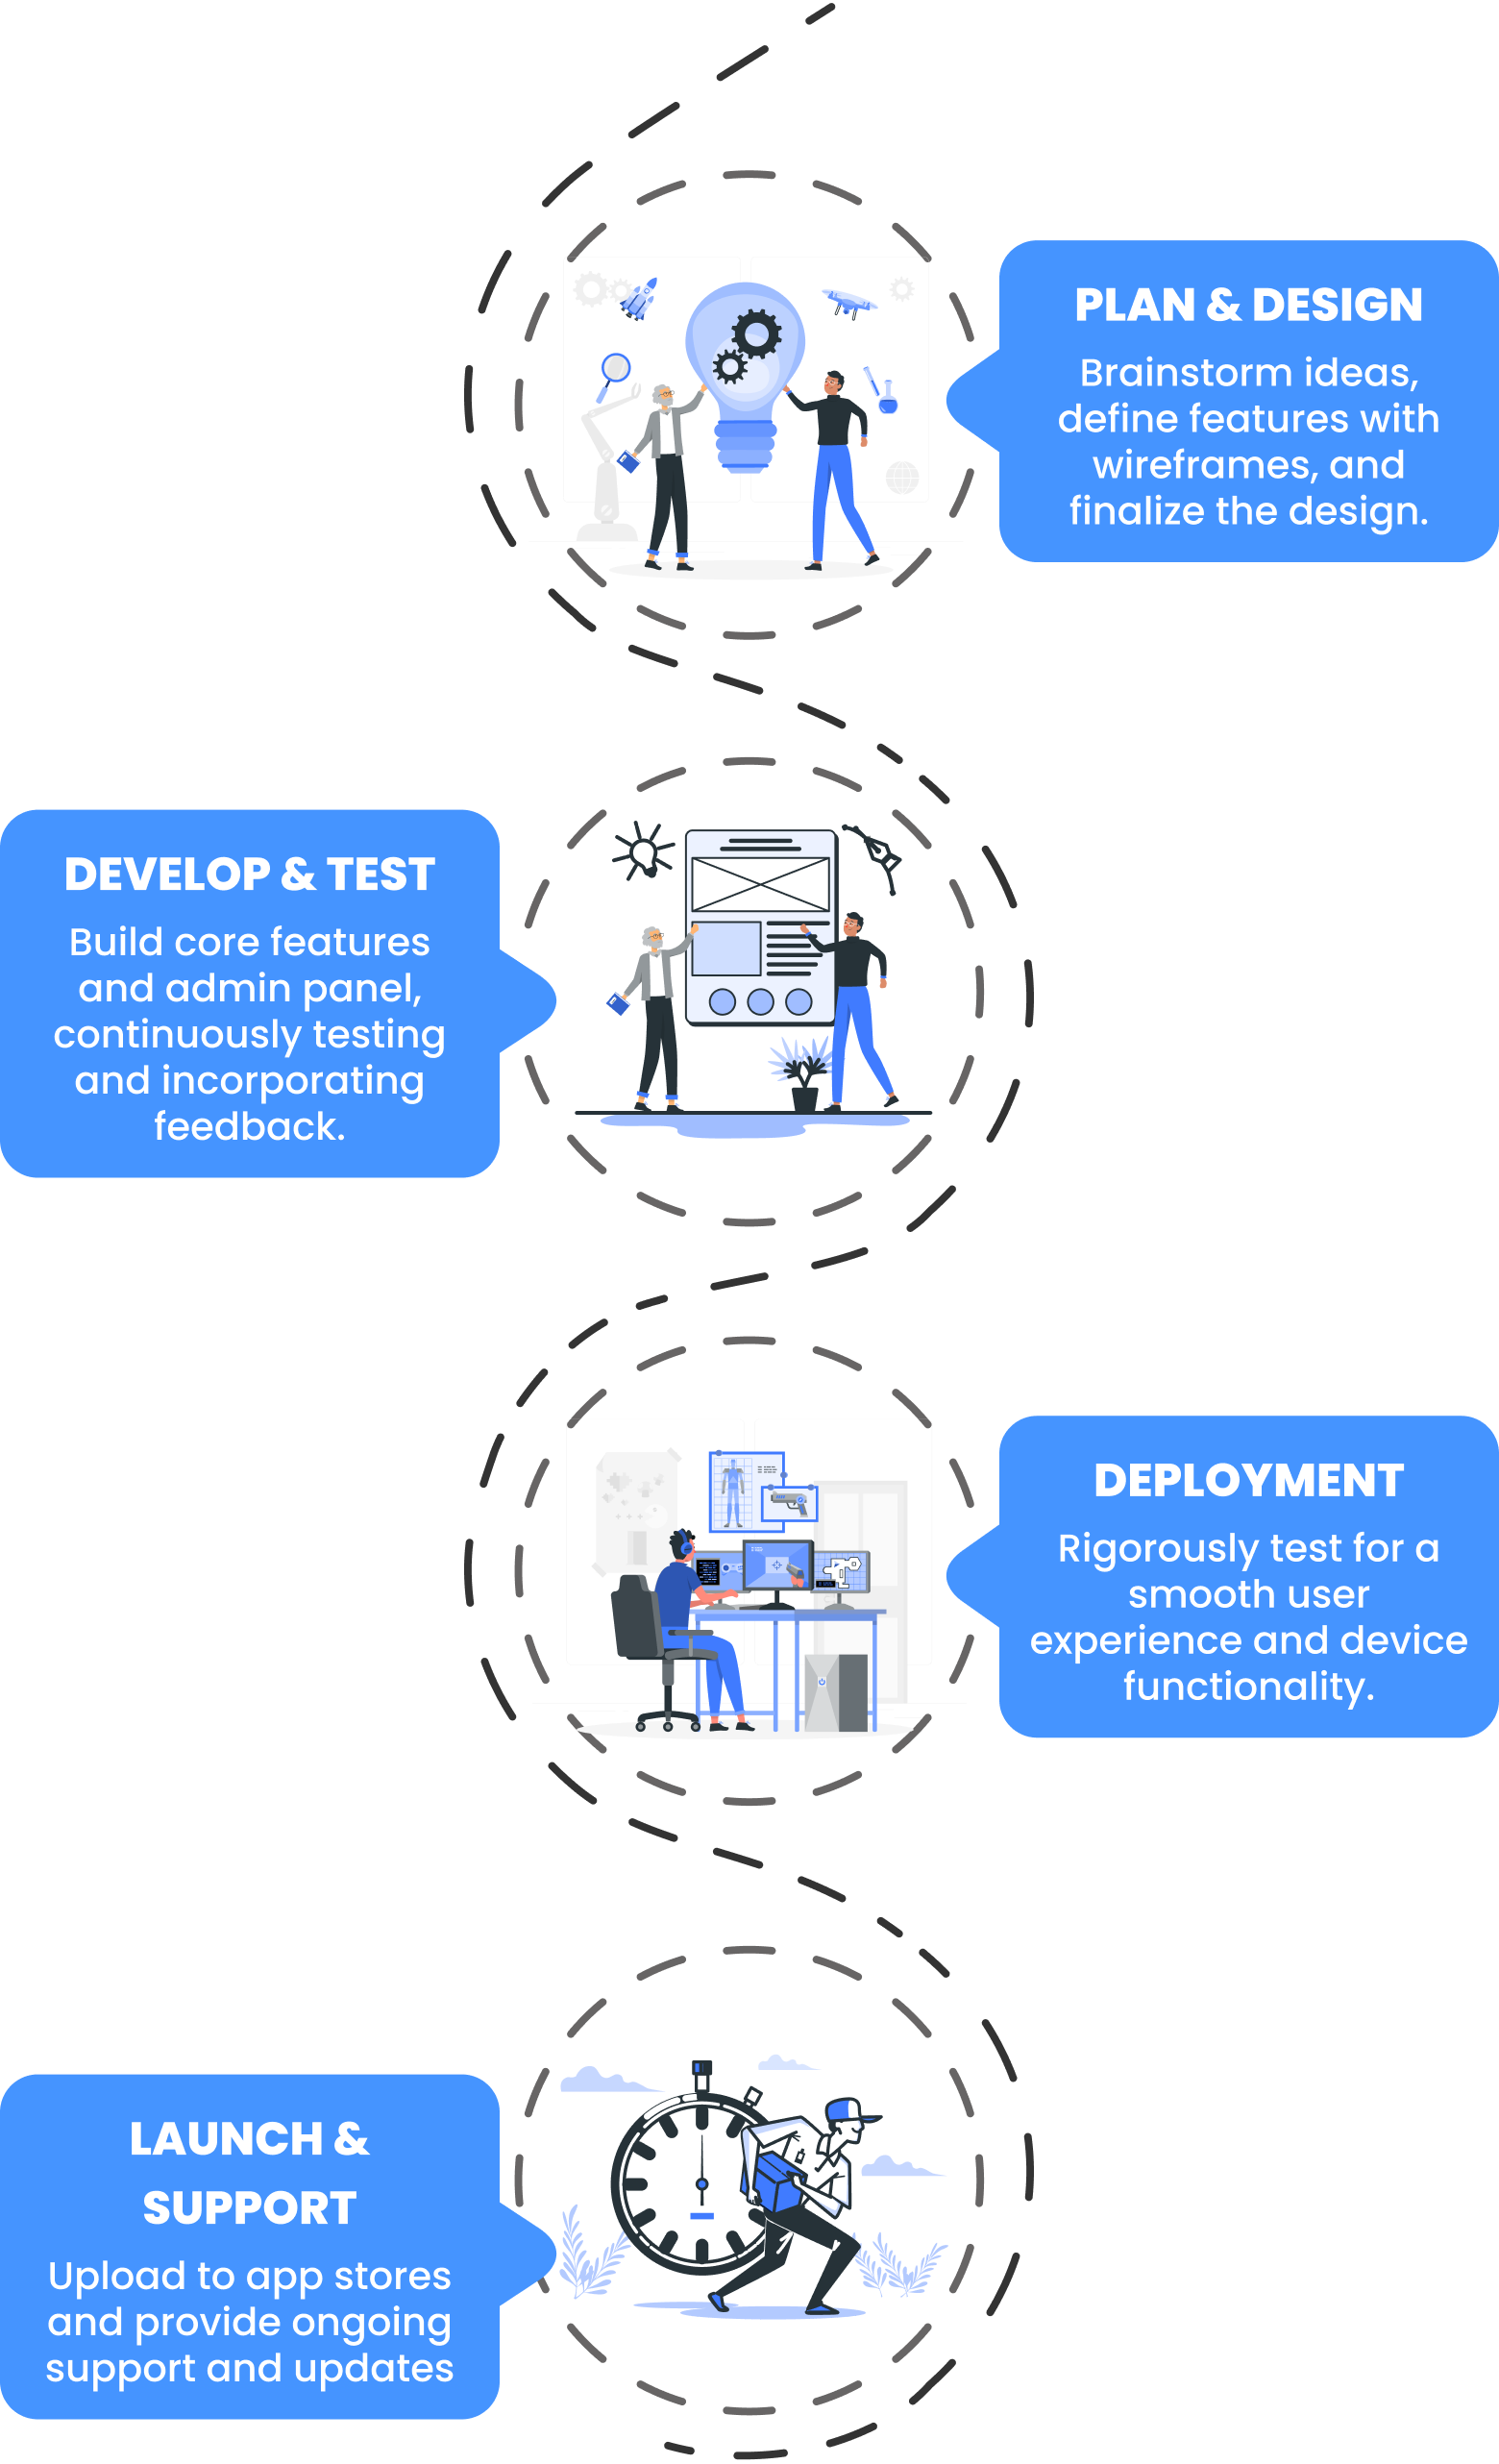 PLAN & DESIGN
Brainstorm ideas,
define features with
wireframes, and
finalize the design.
DEVELOP & TEST
Build core features
and admin panel,
continuously testing
and incorporating
feedback.
DEPLOYMENT
Rigorously test for a
smooth user
experience and device
functionality.
LAUNCH &
SUPPORT
Upload to app stores
and provide ongoing
support and updates